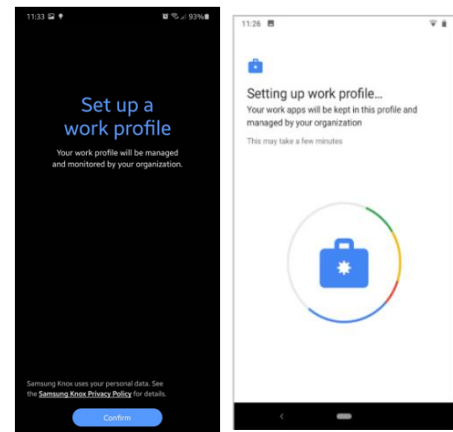 11:33 93%
Set up a
work profile
Your work profile will be managed
and monitored by your organization.
Samsung Knox uses your personal data. See
the Samsung Knox Privacy Policy for details.
Confirm
11:26
Setting up work profile...
Your work apps will be kept in this profile and
managed by your organization
This may take a few minutes